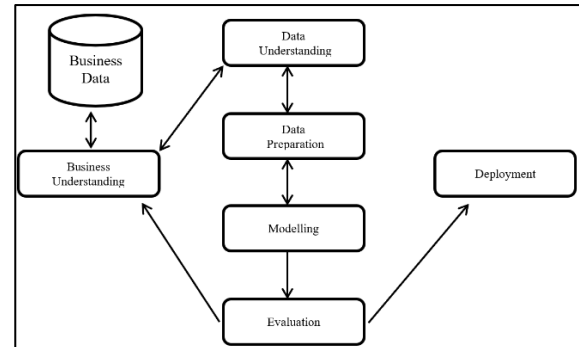 Business
Data
Data
Understanding
Data
Preparation
Business
Understanding
Deployment
Modelling
Evaluation